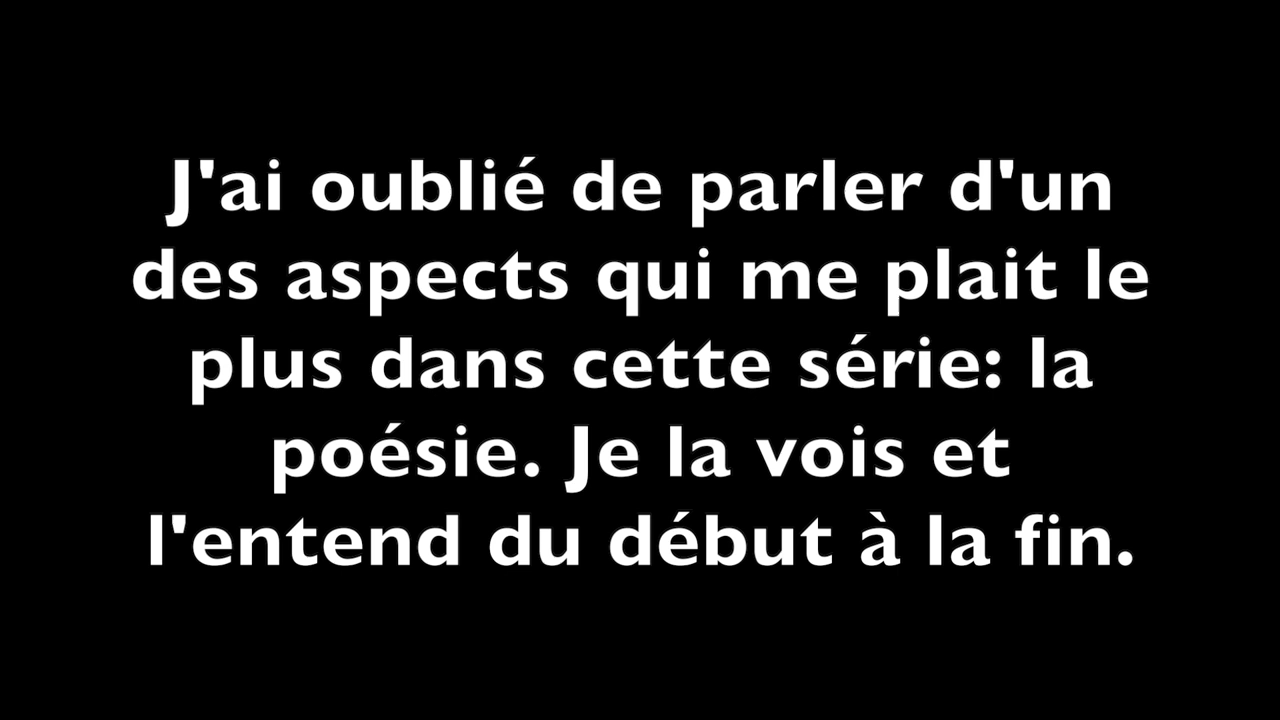 J'ai oublié de parler d'un
des aspects qui me plait le
plus dans cette série: la
poésie. Je la vois et
l'entend du début à la fin.